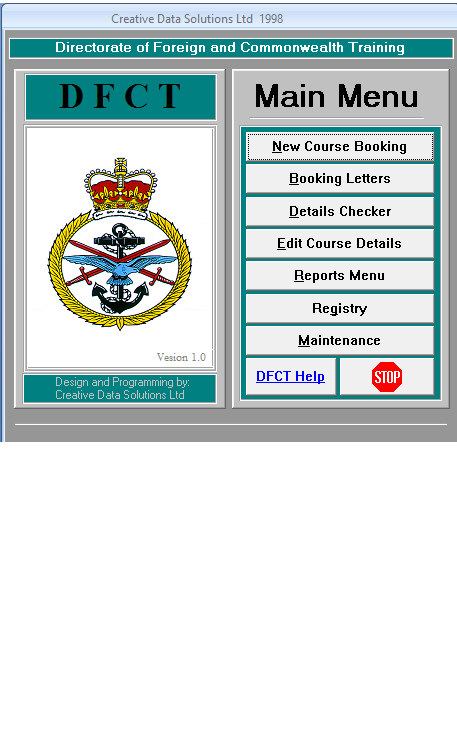 Creative Data Solutions Ltd 1998
Directorate of Foreign and Commonwealth Training
D F C T
Vesion 1.0
Design and Programming by:
Creative Data Solutions Ltd
Main Menu
New Course Booking
Booking Letters
Details Checker
Edit Course Details
Reports Menu
Registry
Maintenance
DFCT Help
STOP